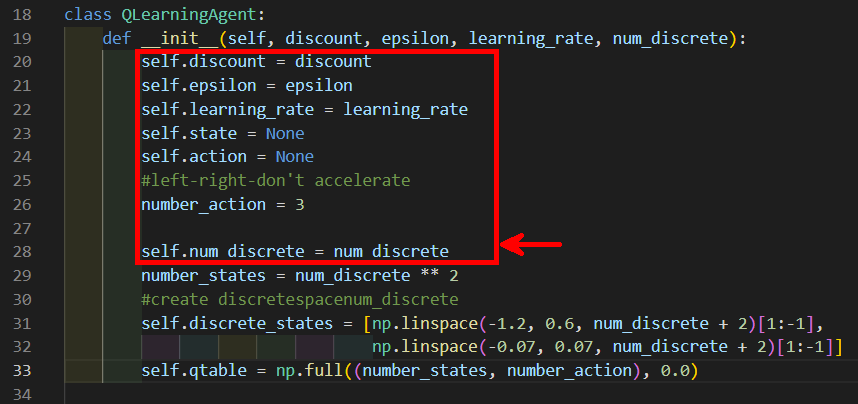 18 class QLearningAgent:
19 def __init__(self, discount, epsilon, learning_rate, num_discrete):
20 self.discount = discount
21 self.epsilon = epsilon
22 self.learning_rate = learning_rate
23 self.state = None
24 self.action = None
25 #left-right-don't accelerate
26 number_action = 3
27
28 self.num_discrete = num_discrete
29 number_states = num_discrete ** 2
30 #create discretespacenum_discrete
31 self.discrete_states = [np.linspace(-1.2, 0.6, num_discrete + 2)[1:-1],
32 np.linspace(-0.07, 0.07, num_discrete + 2)[1:-1]]
33 self.qtable = np.full((number_states, number_action), 0.0)
34